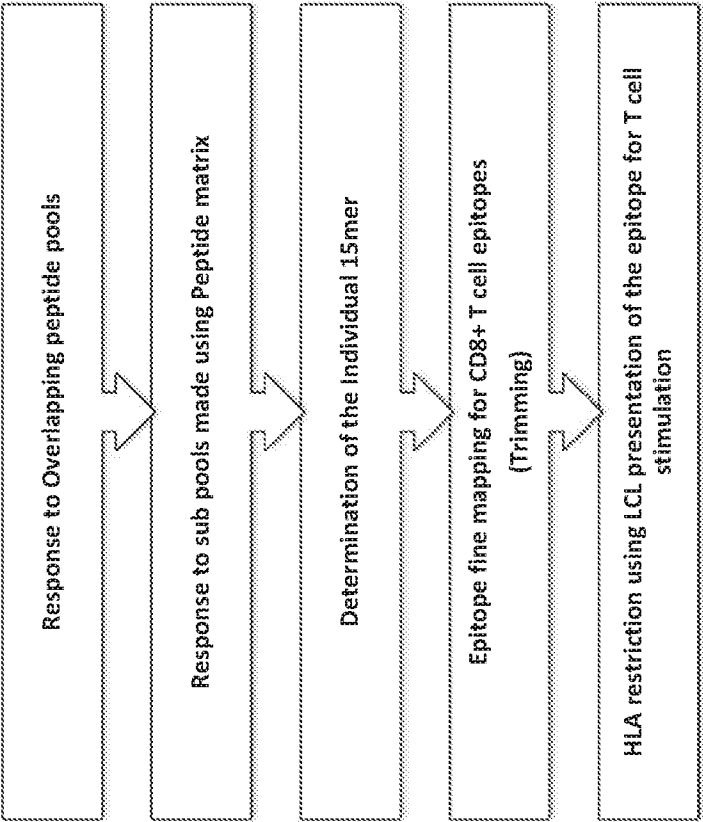 Response to Overlapping peptide pools
Response to sub pools made using Peptide matrix
Determination of the Individual 15mer
Epitope fine mapping for CD8+ T cell epitopes
(Trimming)
HLA restriction using LCL presentation of the epitope for T cell
stimulation